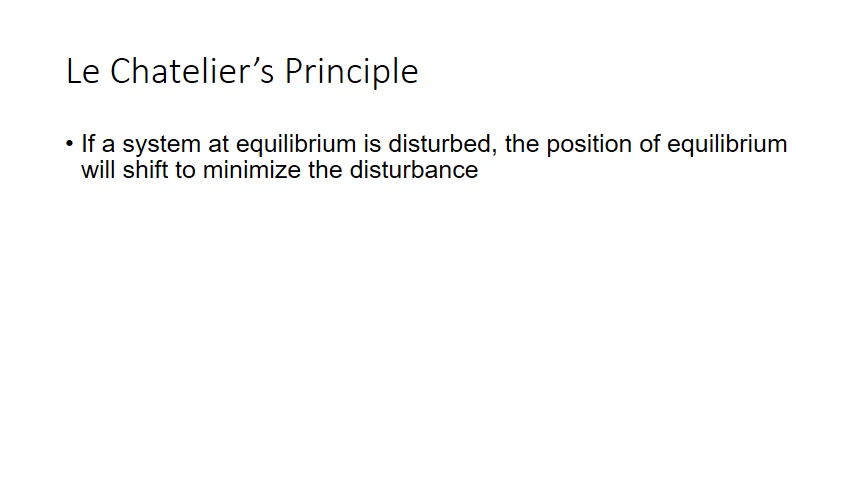 Le Chatelier’s Principle
• If a system at equilibrium is disturbed, the position of equilibrium
will shift to minimize the disturbance